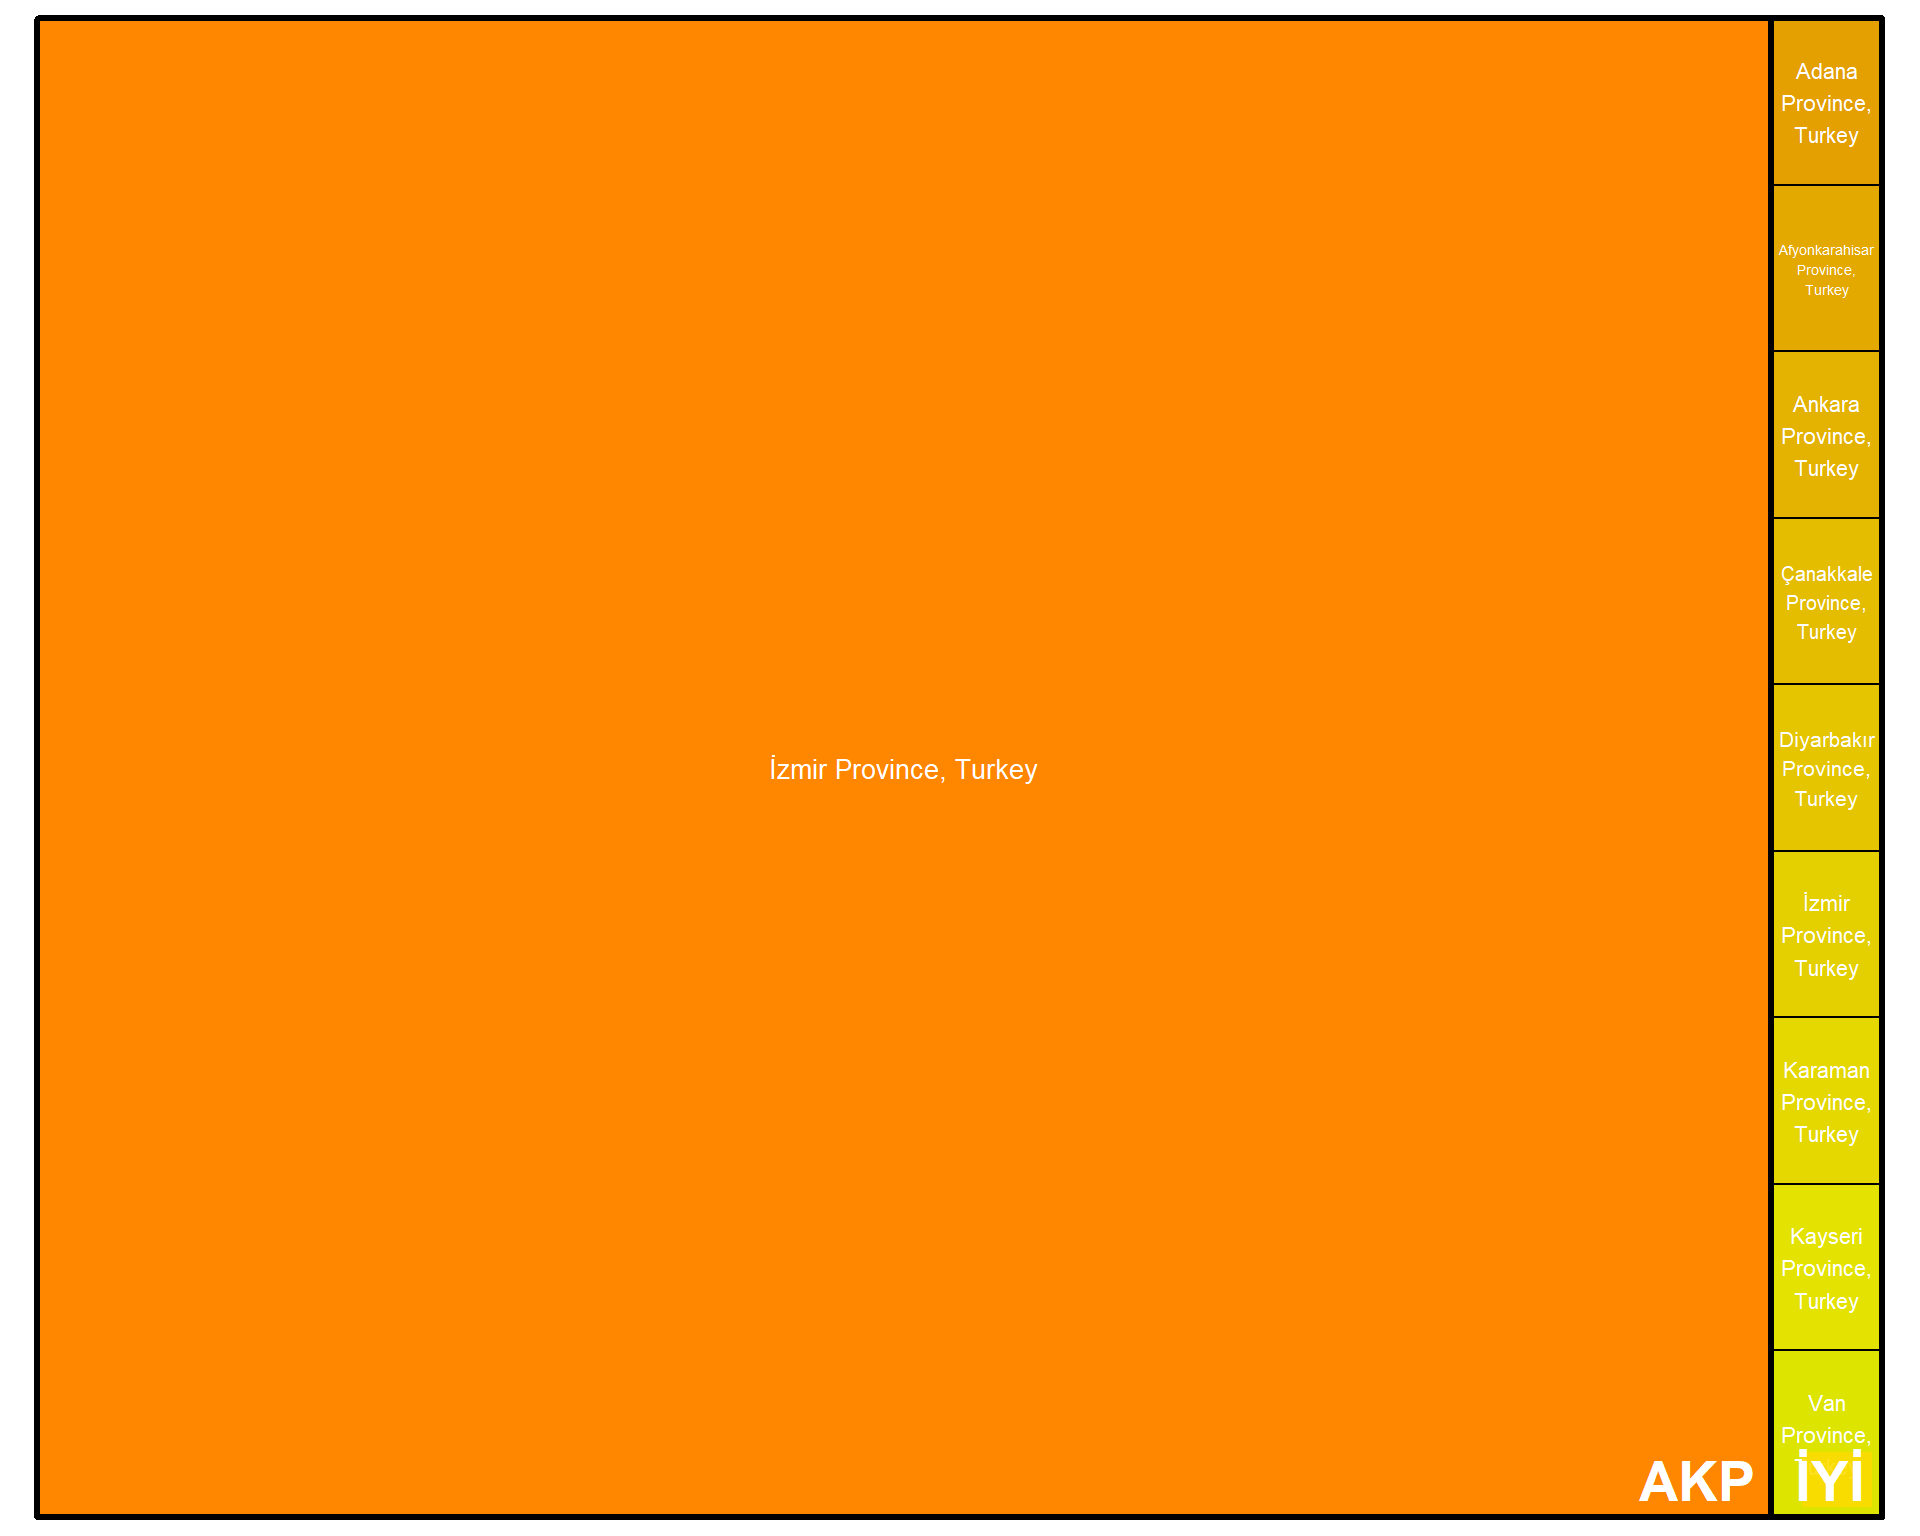 İzmir Province, Turkey
AKP
Adana
Province,
Turkey
Afyonkarahisar
Province,
Turkey
Ankara
Province,
Turkey
Çanakkale
Province,
Turkey
Diyarbakır
Province,
Turkey
İzmir
Province,
Turkey
Karaman
Province,
Turkey
Kayseri
Province,
Turkey
Van
Province,
İYİ